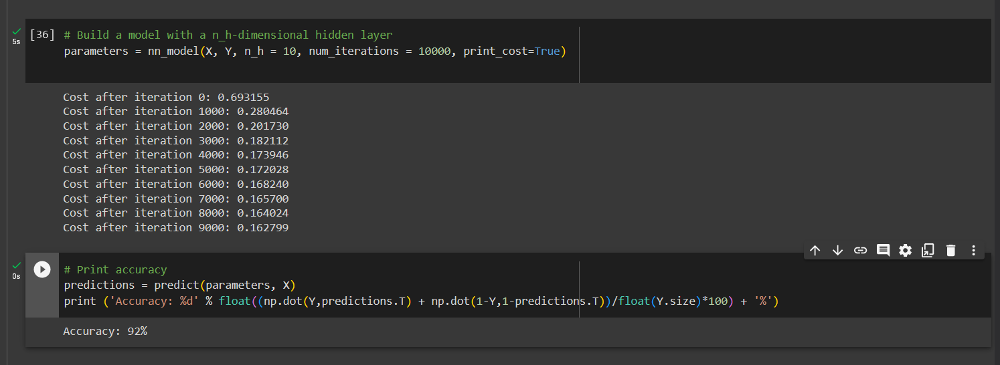 [36] # Build a model with a n_h-dimensional hidden layer
parameters = nn_model(X, Y, n_h = 10, num_iterations = 10000, print_cost=True)
5s
Cost after iteration 0: 0.693155
Cost after iteration 1000: 0.280464
Cost after iteration 2000: 0.201730
Cost after iteration 3000: 0.182112
Cost after iteration 4000: 0.173946
Cost after iteration 5000: 0.172028
Cost after iteration 6000: 0.168240
Cost after iteration 7000: 0.165700
Cost after iteration 8000: 0.164024
Cost after iteration 9000: 0.162799
0s
# Print accuracy
predictions = predict(parameters, X)
print ('Accuracy: %d' % float((np.dot(Y,predictions.T) + np.dot(1-Y,1-predictions.T))/float(Y.size)*100) + '%')
Accuracy: 92%